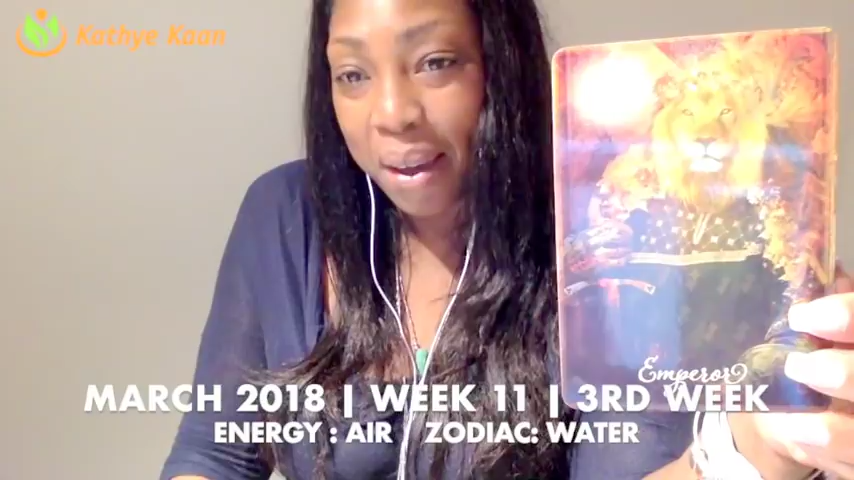 Kathye Kaan
Emperor
MARCH 2018 | WEEK 11 | 3RD WEEK
ENERGY : AIR / ZODIAC: WATER